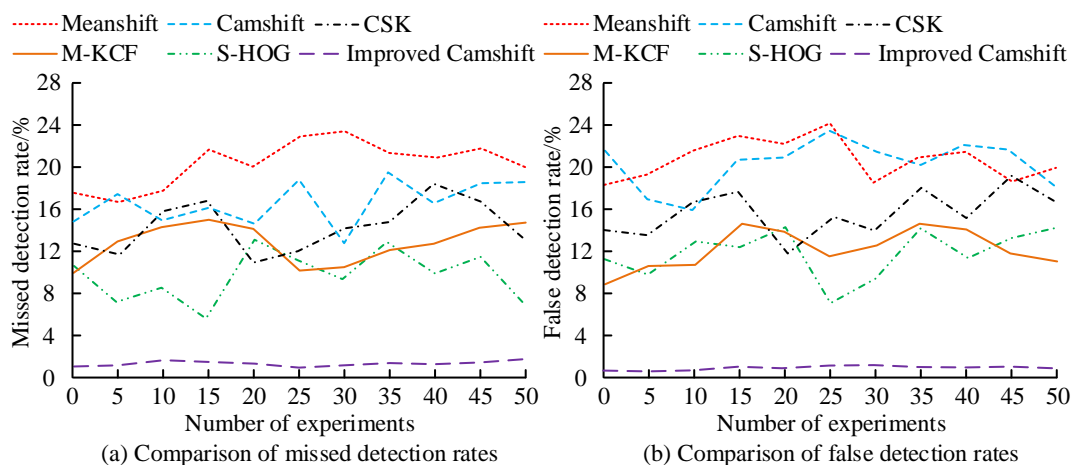 Meanshift Camshift CSK
M-KCF S-HOG Improved Camshift
28
24
20
16
12
8
4
0
Missed detection rate/%
0 5 10 15 20 25 30 35 40 45 50
Number of experiments
(a) Comparison of missed detection rates
Meanshift Camshift CSK
M-KCF S-HOG Improved Camshift
28
24
20
16
12
8
4
0
False detection rate/%
0 5 10 15 20 25 30 35 40 45 50
Number of experiments
(b) Comparison of false detection rates